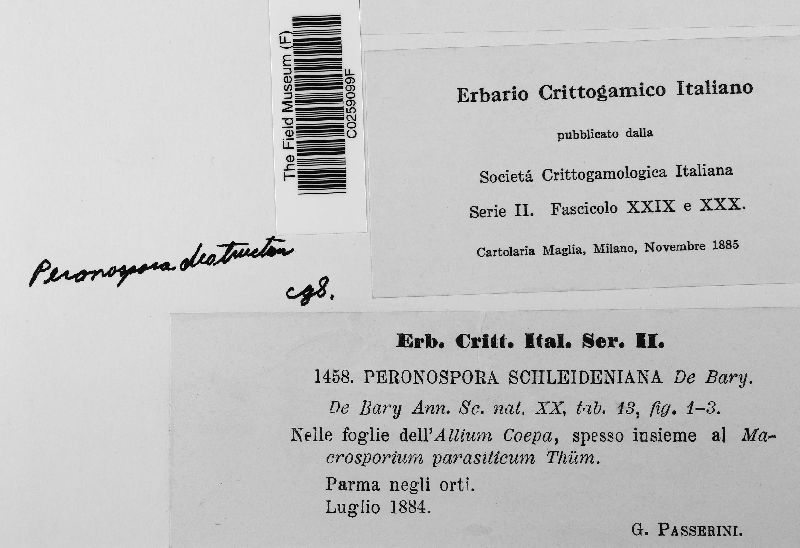 The Field Museum (F)
C0259099F
Erbario Crittogamico Italiano
pubblicato dalla
Societá Crittogamologica Italiana
Serie II. Fascicolo XXIX e XXX.
Cartolaria Maglia, Milano, Novembre 1885
Peronospora destructor
cgS.
Erb. Critt. Ital. Ser. II.
1458. PERONOSPORA SCHLEIDENIANA De Bary.
De Bary Ann. Sc. nat. XX, tab. 13, fig. 1-3.
Nelle foglie dell'Allium Coepa, spesso insieme al Ma-
crosporium parasiticum Thüm.
Parma negli orti.
Luglio 1884.
G. PASSERINI.